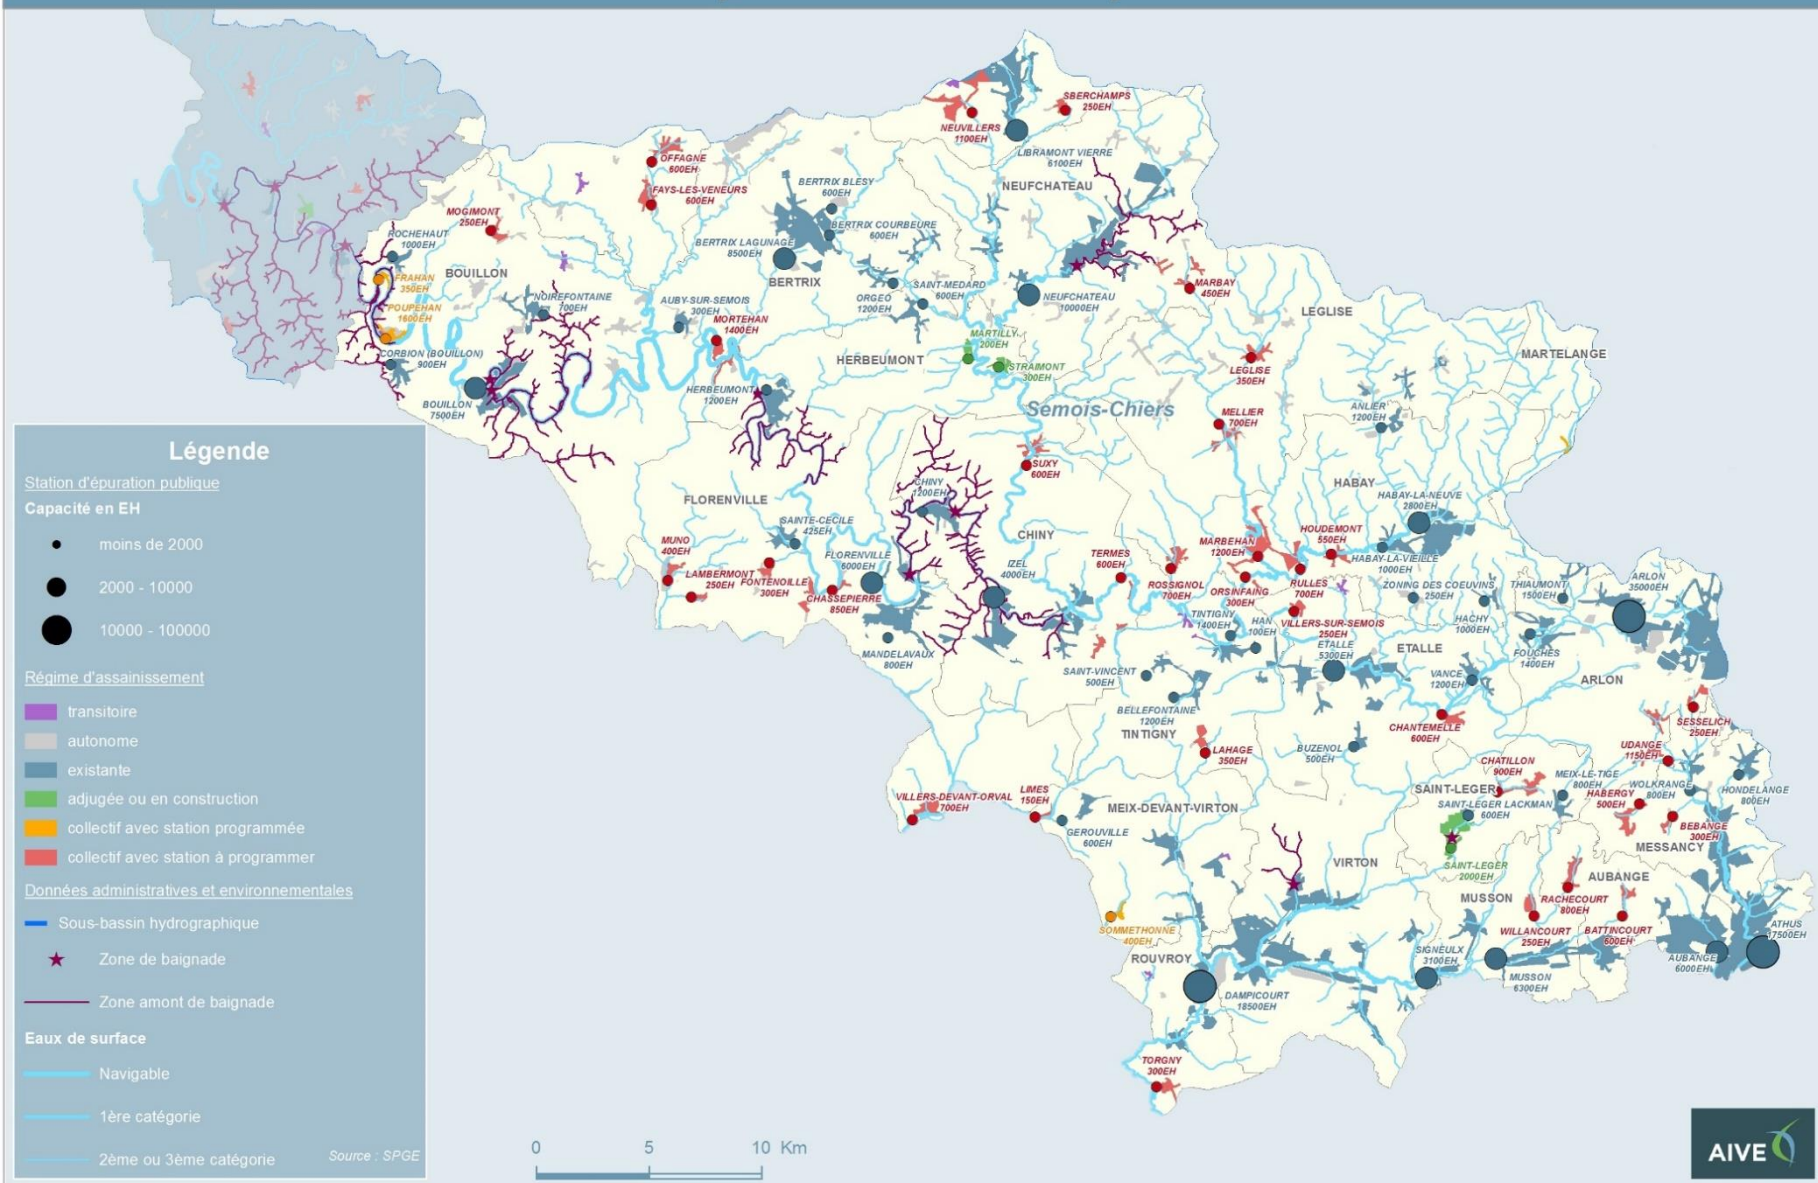 SBERCHAMPS
250EH
NEUVILLERS
1100EH
LIBRAMONT VIERRE
6100EH
OFFAGNE
600EH
FAYS-LES-VENEURS
600EH
BERTRIX BLESY
600EH
NEUFCHATEAU
MOGIMONT
250EH
ROCHEHAUT
1000EH
BERTRIX COURBEURE
600EH
BERTRIX LAGUNAGE
8500EH
BOUILLON
BERTRIX
FRAHAN
350EH
POUPEHAN
1600EH
NOIREFONTAINE
700EH
AUBY-SUR-SEMOIS
300EH
MORTEHAN
1400EH
ORGEO
1200EH
SAINT-MEDARD
600EH
NEUFCHATEAU
10000EH
MARBAY
450EH
LEGLISE
MARTELANGE
MARTILLY
200EH
STRAIMONT
300EH
HERBEUMONT
CORBION (BOUILLON)
900EH
BOUILLON
7500EH
HERBEUMONT
1200EH
LEGLISE
350EH
Semois-Chiers
MELLIER
700EH
ANLIER
1200EH
SUXY
600EH
FLORENVILLE
CHINY
1200EH
HABAY
HABAY-LA-NEUVE
2800EH
SAINTE-CECILE
425EH
CHINY
MUNO
400EH
LAMBERMONT
250EH
FONTENOILLE
300EH
FLORENVILLE
6000EH
CHASSEPIERRE
850EH
IZEL
4000EH
TERMES
600EH
ROSSIGNOL
700EH
MARBEHAN
1200EH
HOUDEMONT
550EH
HABAY-LA-VIEILLE
1000EH
ORSINFAING
300EH
RULLES
700EH
ZONING DES COEUVINS
250EH
THIAUMONT
1500EH
ARLON
35000EH
TINTIGNY
1400EH
HAN
100EH
VILLERS-SUR-SEMOIS
250EH
HACHY
1000EH
MANDELAVAUX
800EH
ETALLE
5300EH
ETALLE
FOUCHES
1400EH
SAINT-VINCENT
500EH
VANCE
1200EH
ARLON
BELLEFONTAINE
1200EH
TINTIGNY
CHANTEMELLE
600EH
SESSELICH
250EH
LAHAGE
350EH
BUZENOL
500EH
UDANGE
1150EH
CHATILLON
900EH
MEIX-LE-TIGE
800EH
WOLKRANGE
800EH
HONDELANGE
800EH
VILLERS-DEVANT-ORVAL
700EH
LIMES
150EH
MEIX-DEVANT-VIRTON
SAINT-LEGER
SAINT-LEGER LACKMAN
600EH
HABERGY
500EH
BEBANGE
300EH
GEROUVILLE
600EH
MESSANCY
VIRTON
SAINT-LEGER
2000EH
AUBANGE
MUSSON
RACHECOURT
800EH
SOMMETHONNE
400EH
WILLANCOURT
250EH
BATTINCOURT
600EH
ATHUS
17500EH
ROUVROY
SIGNEULX
3100EH
AUBANGE
6000EH
MUSSON
6300EH
DAMPICOURT
18500EH
TORGNY
300EH
Légende
Station d'épuration publique
Capacité en EH
moins de 2000
2000 - 10000
10000 - 100000
Régime d'assainissement
transitoire
autonome
existante
adjugée ou en construction
collectif avec station programmée
collectif avec station à programmer
Données administratives et environnementales
Sous-bassin hydrographique
Zone de baignade
Zone amont de baignade
Eaux de surface
Navigable
1ère catégorie
2ème ou 3ème catégorie
Source : SPGE
0 5 10 Km
AIVE